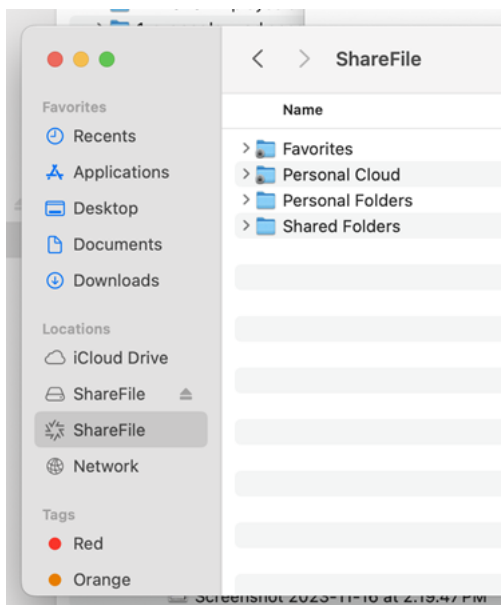 ShareFile
Favorites
Recents
Applications
Desktop
Documents
Downloads
Locations
iCloud Drive
ShareFile
ShareFile
Network
Tags
Red
Orange
Name
Favorites
Personal Cloud
Personal Folders
Shared Folders
Screenshot 2023-11-16 at 2.19.47 PM